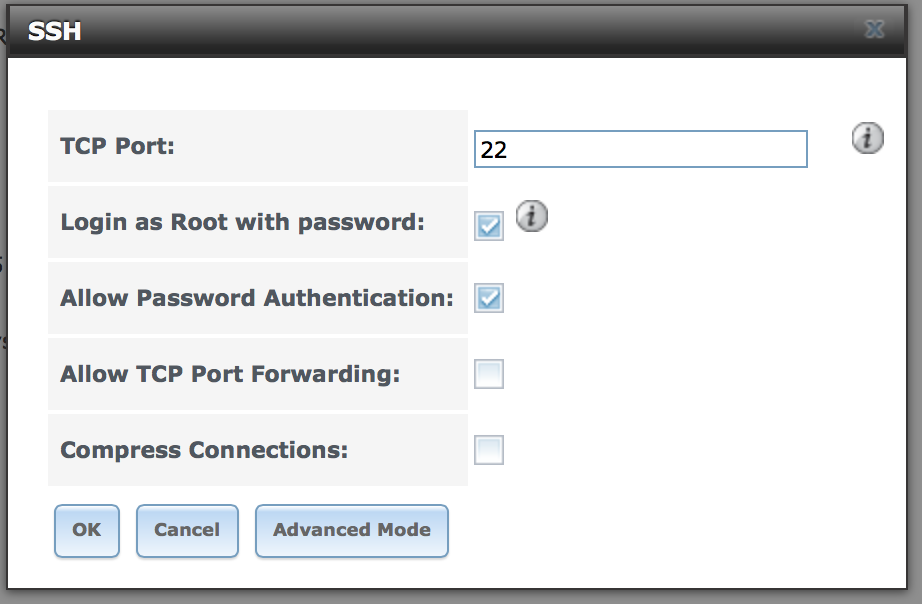 SSH
TCP Port:
22
Login as Root with password:
Allow Password Authentication:
Allow TCP Port Forwarding:
Compress Connections:
OK Cancel Advanced Mode